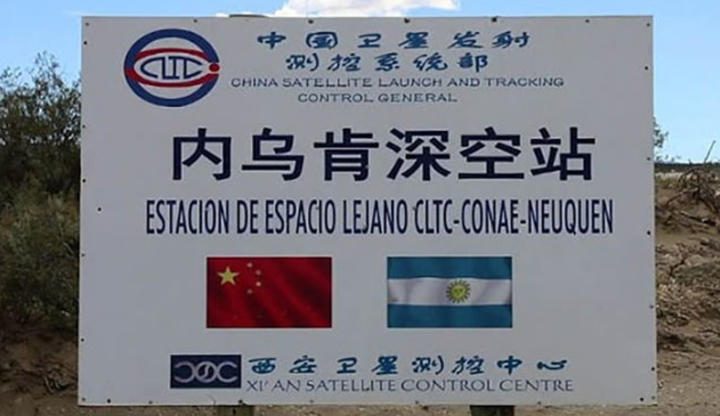 CLTC
中国卫星发射
测控系统部
CHINA SATELLITE LAUNCH AND TRACKING
CONTROL GENERAL
内乌肯深空站
ESTACION DE ESPACIO LEJANO CLTC-CONAE-NEUQUEN
西安卫星测控中心
XI'AN SATELLITE CONTROL CENTRE